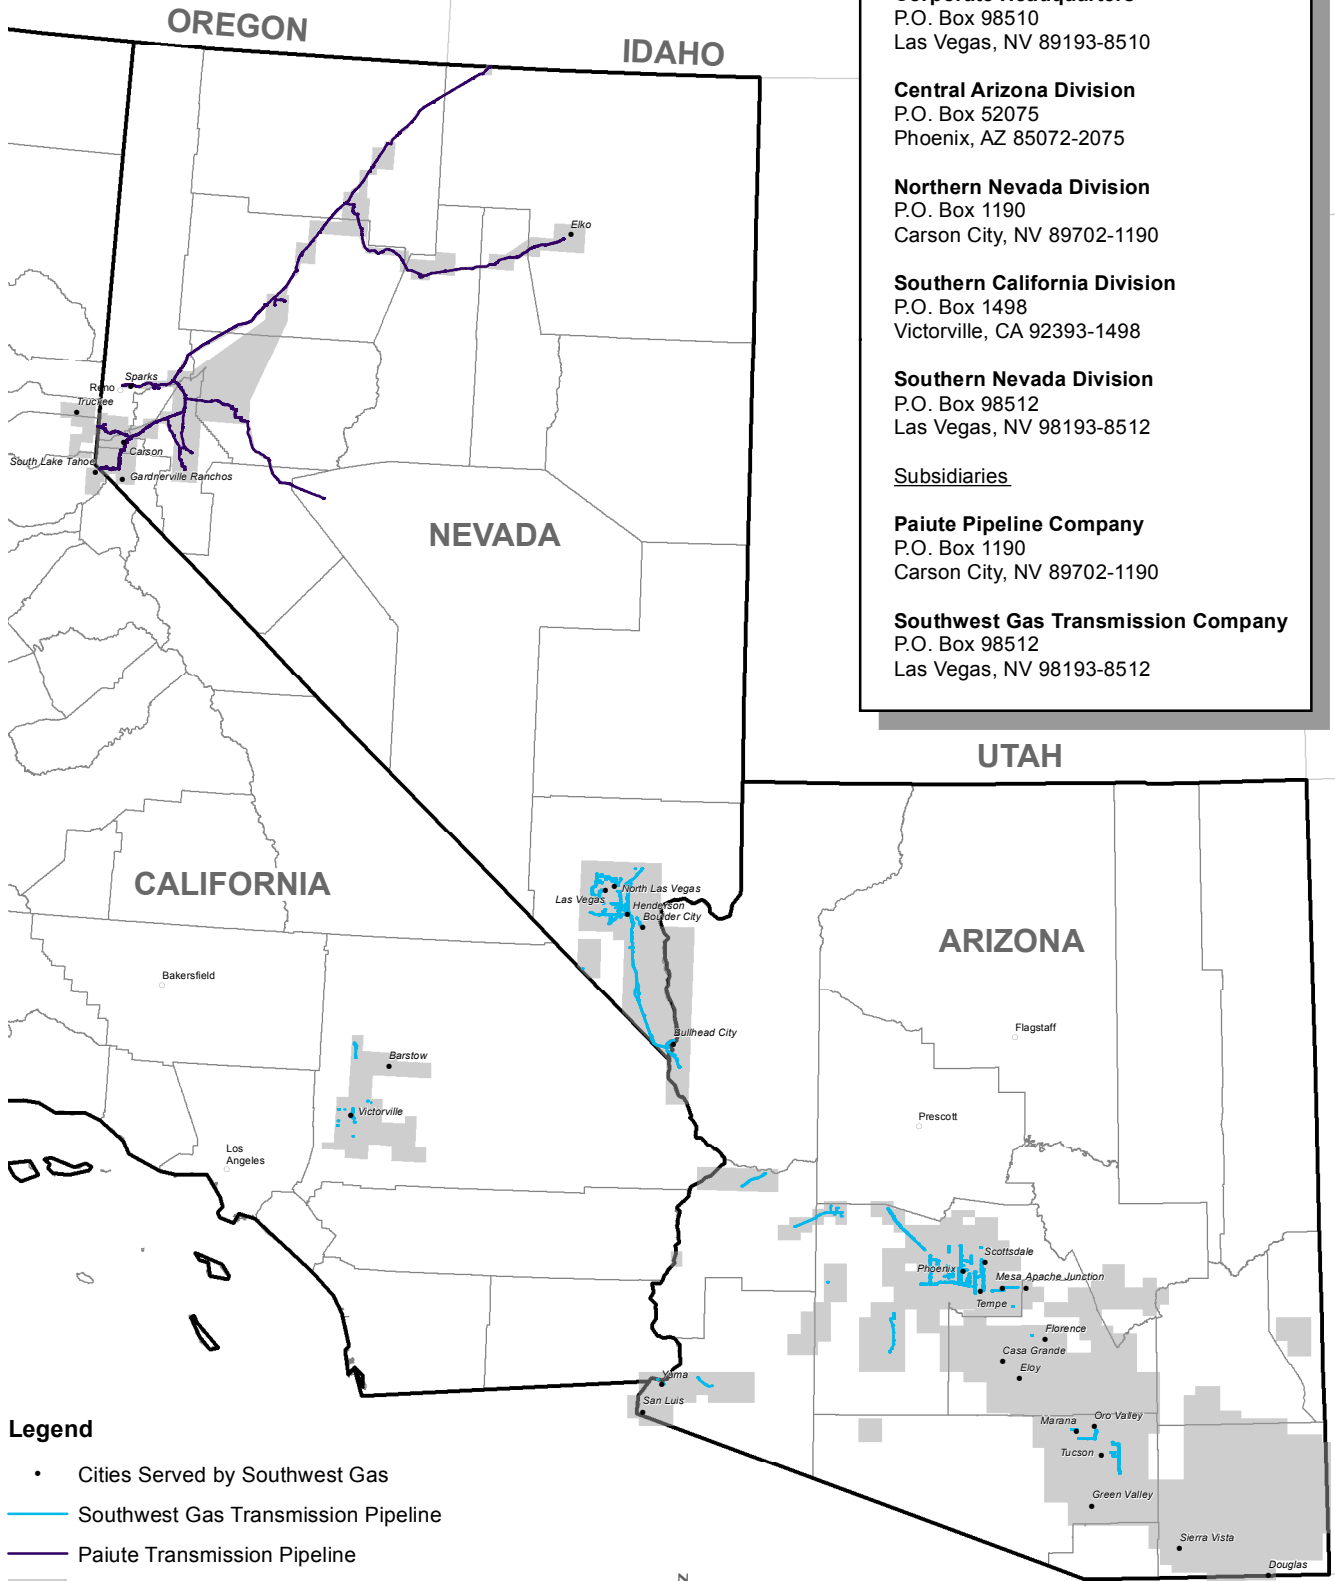 OREGON
IDAHO
Corporate Headquarters
P.O. Box 98510
Las Vegas, NV 89193-8510
Central Arizona Division
P.O. Box 52075
Phoenix, AZ 85072-2075
Northern Nevada Division
P.O. Box 1190
Carson City, NV 89702-1190
Southern California Division
P.O. Box 1498
Victorville, CA 92393-1498
Southern Nevada Division
P.O. Box 98512
Las Vegas, NV 98193-8512
Subsidiaries
Paiute Pipeline Company
P.O. Box 1190
Carson City, NV 89702-1190
Southwest Gas Transmission Company
P.O. Box 98512
Las Vegas, NV 98193-8512
Elko
Sparks
Reno
Truckee
Carson
South Lake Tahoe
Gardnerville Ranchos
NEVADA
UTAH
CALIFORNIA
North Las Vegas
Las Vegas
Henderson
Boulder City
ARIZONA
Bakersfield
Bullhead City
Flagstaff
Barstow
Victorville
Prescott
Los
Angeles
Scottsdale
Phoenix
Mesa Apache Junction
Tempe
Florence
Casa Grande
Eloy
Yuma
San Luis
Marana
Oro Valley
Tucson
Green Valley
Sierra Vista
Douglas
Legend
Cities Served by Southwest Gas
Southwest Gas Transmission Pipeline
Paiute Transmission Pipeline